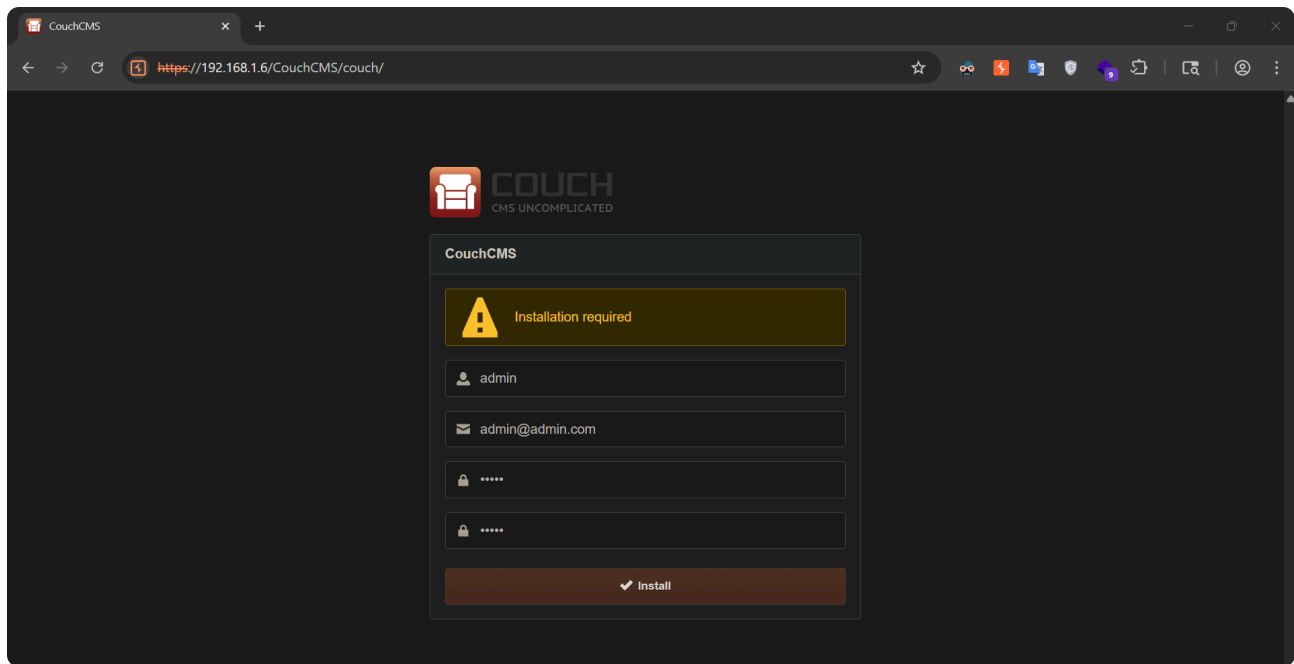 CouchCMS
https://192.168.1.6/CouchCMS/couch/
9
COUCH
CMS UNCOMPLICATED
CouchCMS
Installation required
admin
admin@admin.com
•••••
•••••
Install